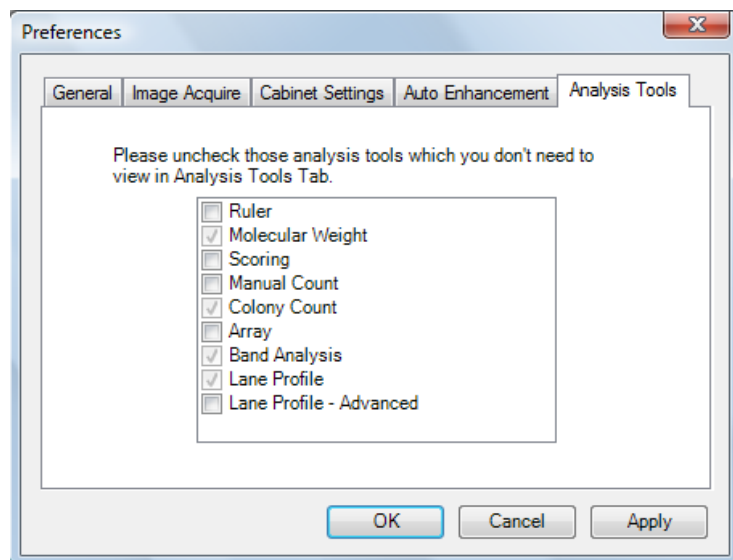 Preferences
X
General Image Acquire Cabinet Settings Auto Enhancement Analysis Tools
Please uncheck those analysis tools which you don't need to
view in Analysis Tools Tab.
Ruler
Molecular Weight
Scoring
Manual Count
Colony Count
Array
Band Analysis
Lane Profile
Lane Profile - Advanced
OK Cancel Apply